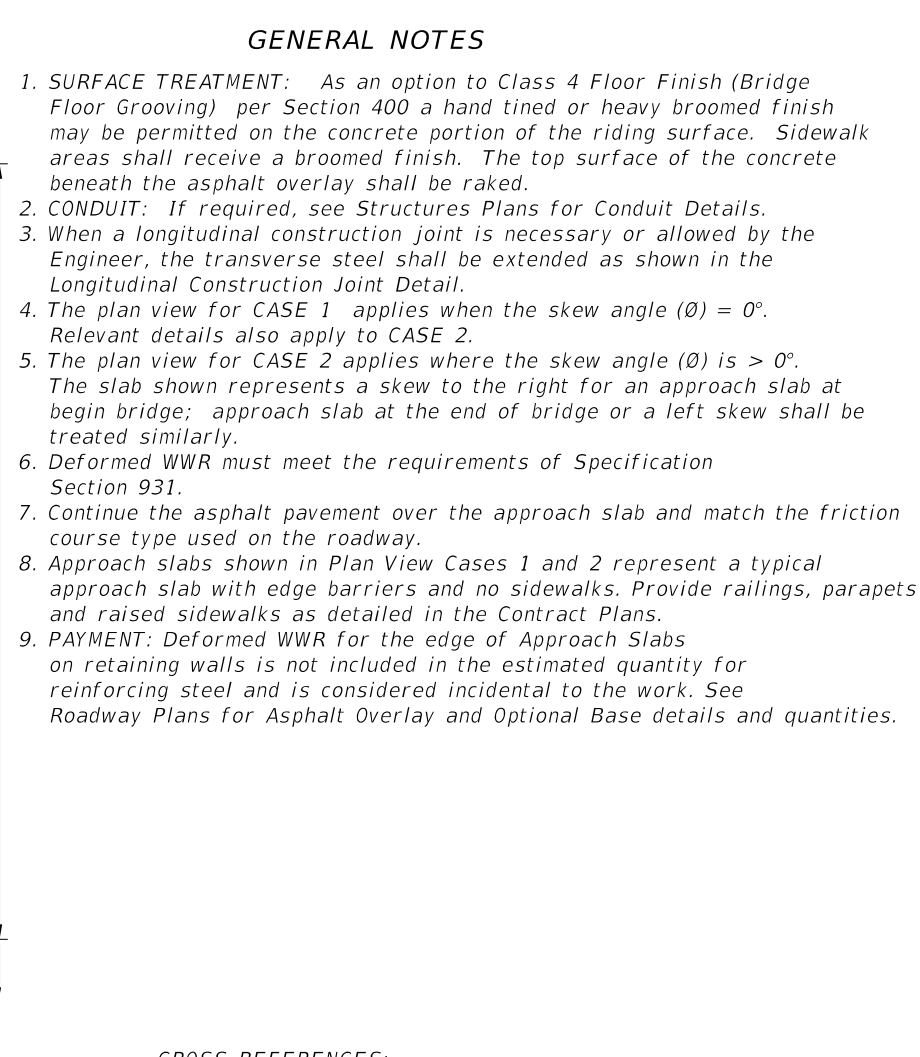 GENERAL NOTES
1. SURFACE TREATMENT: As an option to Class 4 Floor Finish (Bridge
Floor Grooving) per Section 400 a hand tined or heavy broomed finish
may be permitted on the concrete portion of the riding surface. Sidewalk
areas shall receive a broomed finish. The top surface of the concrete
beneath the asphalt overlay shall be raked.
2. CONDUIT: If required, see Structures Plans for Conduit Details.
3. When a longitudinal construction joint is necessary or allowed by the
Engineer, the transverse steel shall be extended as shown in the
Longitudinal Construction Joint Detail.
4. The plan view for CASE 1 applies when the skew angle (Ø) = 0°.
Relevant details also apply to CASE 2.
5. The plan view for CASE 2 applies where the skew angle (Ø) is > 0°.
The slab shown represents a skew to the right for an approach slab at
begin bridge; approach slab at the end of bridge or a left skew shall be
treated similarly.
6. Deformed WWR must meet the requirements of Specification
Section 931.
7. Continue the asphalt pavement over the approach slab and match the friction
course type used on the roadway.
8. Approach slabs shown in Plan View Cases 1 and 2 represent a typical
approach slab with edge barriers and no sidewalks. Provide railings, parapets
and raised sidewalks as detailed in the Contract Plans.
9. PAYMENT: Deformed WWR for the edge of Approach Slabs
on retaining walls is not included in the estimated quantity for
reinforcing steel and is considered incidental to the work. See
Roadway Plans for Asphalt Overlay and Optional Base details and quantities.
CROSS REFERENCES: